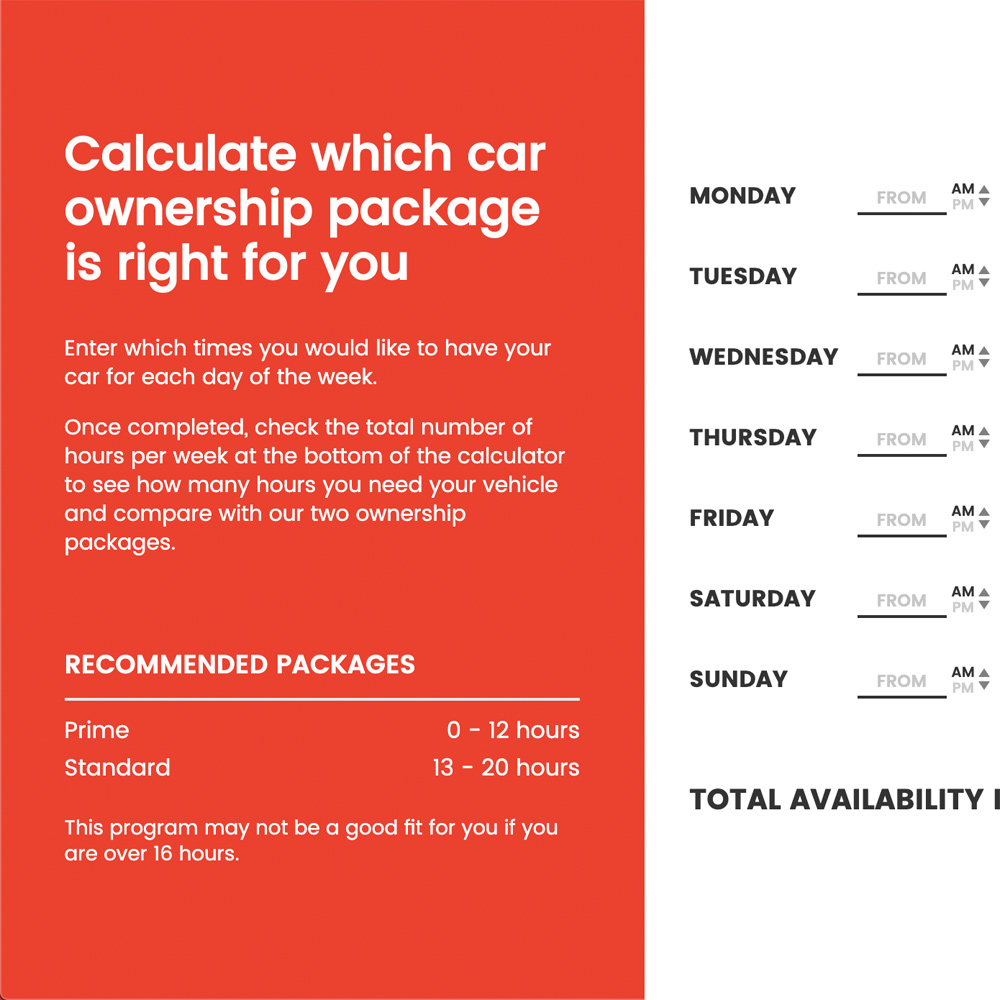 Calculate which car
ownership package
is right for you
Enter which times you would like to have your
car for each day of the week.
Once completed, check the total number of
hours per week at the bottom of the calculator
to see how many hours you need your vehicle
and compare with our two ownership
packages.
RECOMMENDED PACKAGES
Prime 0 - 12 hours
Standard 13 - 20 hours
This program may not be a good fit for you if you
are over 16 hours.
MONDAY FROM AM
PM
TUESDAY FROM AM
PM
WEDNESDAY FROM AM
PM
THURSDAY FROM AM
PM
FRIDAY FROM AM
PM
SATURDAY FROM AM
PM
SUNDAY FROM AM
PM
TOTAL AVAILABILITY